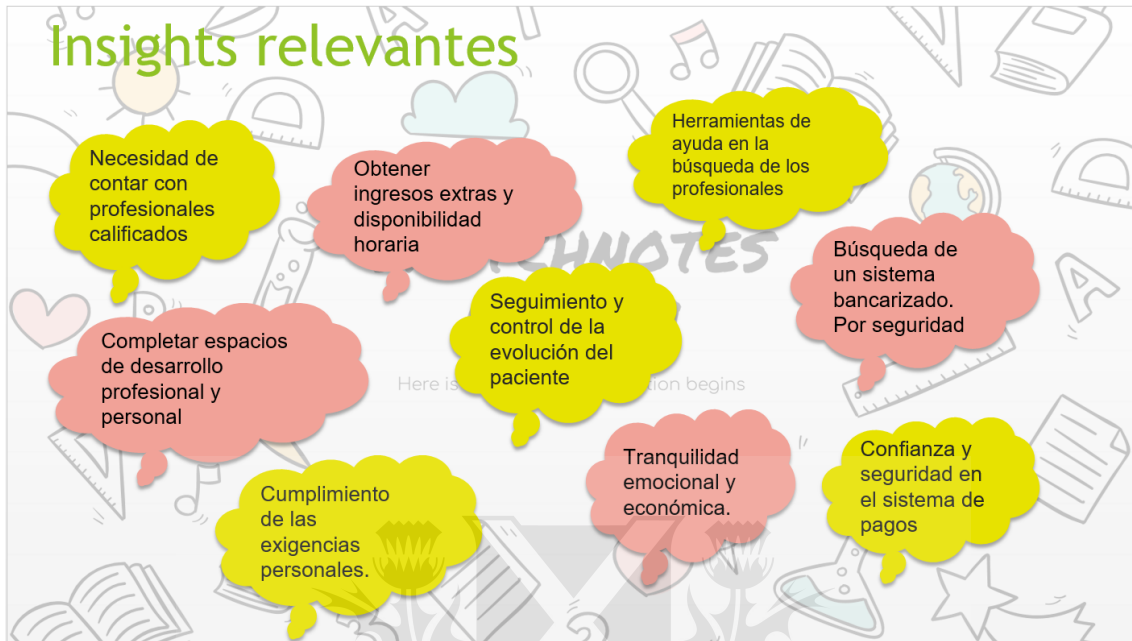 Insights relevantes
Necesidad de
contar con
profesionales
calificados
Obtener
ingresos extras y
disponibilidad
horaria
Herramientas de
ayuda en la
búsqueda de los
profesionales
Búsqueda de
un sistema
bancarizado.
Por seguridad
Completar espacios
de desarrollo
profesional y
personal
Seguimiento y
control de la
evolución del
paciente
Here is begins
Cumplimiento
de las
exigencias
personales.
Tranquilidad
emocional y
económica.
Confianza y
seguridad en
el sistema de
pagos
A